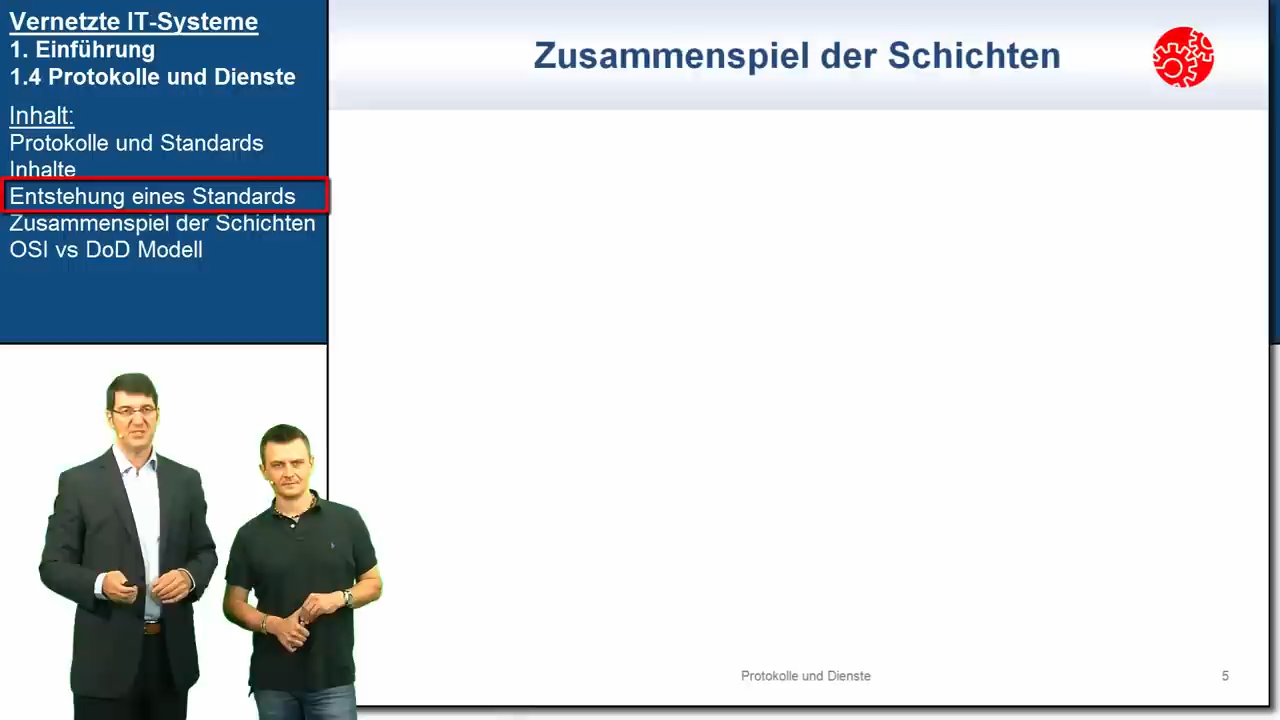 Vernetzte IT-Systeme
1. Einführung
1.4 Protokolle und Dienste
Inhalt:
Protokolle und Standards
Inhalte
Entstehung eines Standards
Zusammenspiel der Schichten
OSI vs DoD Modell
Zusammenspiel der Schichten
Protokolle und Dienste
5